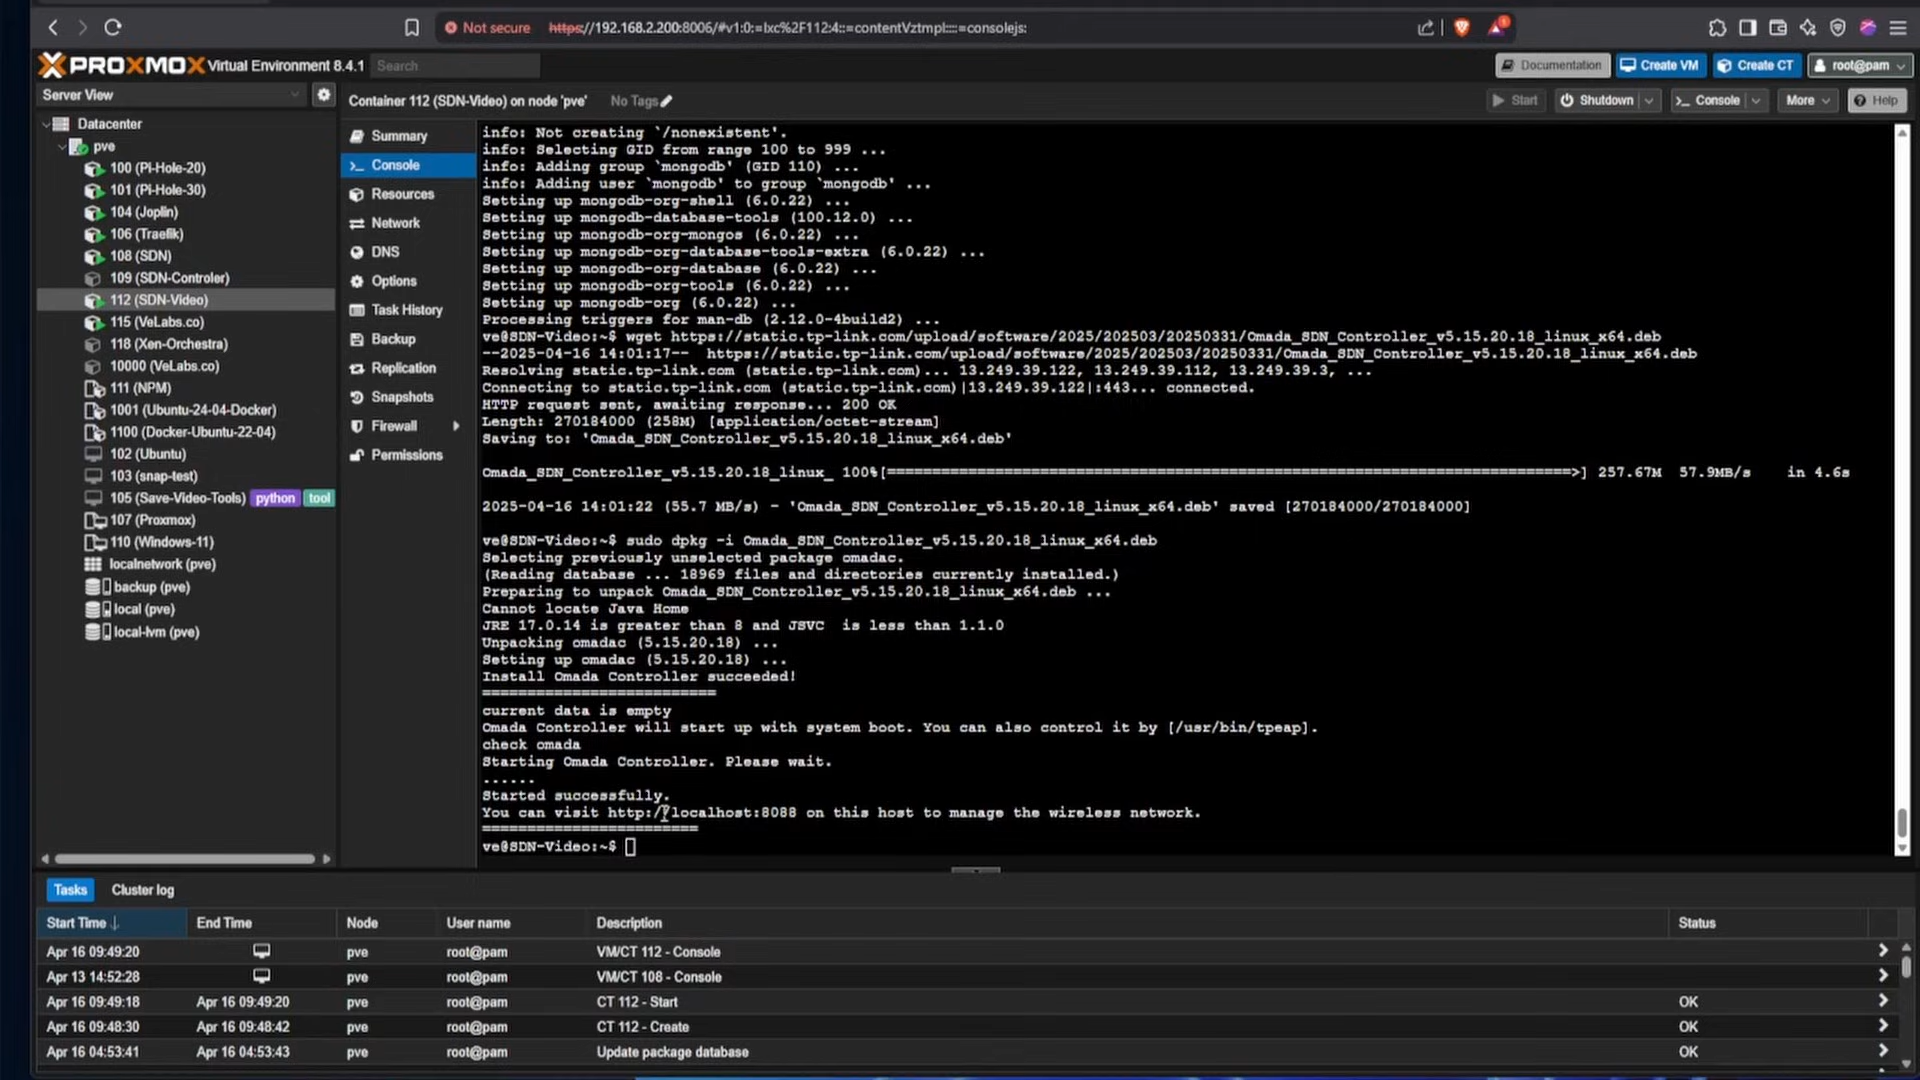 Not secure https://192.168.2.200:8006/#v1:0:=lxc%2F112:4::=contentVztmpl::::=consolejs:
PROXMOX Virtual Environment 8.4.1 Search
Documentation Create VM Create CT root@pam
Server View
Container 112 (SDN-Video) on node 'pve' No Tags
Start Shutdown Console More Help
Datacenter
pve
100 (Pi-Hole-20)
101 (Pi-Hole-30)
104 (Joplin)
106 (Traefik)
108 (SDN)
109 (SDN-Controler)
112 (SDN-Video)
115 (VeLabs.co)
118 (Xen-Orchestra)
10000 (VeLabs.co)
111 (NPM)
1001 (Ubuntu-24-04-Docker)
1100 (Docker-Ubuntu-22-04)
102 (Ubuntu)
103 (snap-test)
105 (Save-Video-Tools) python tool
107 (Proxmox)
110 (Windows-11)
localnetwork (pve)
backup (pve)
local (pve)
local-lvm (pve)
Summary
Console
Resources
Network
DNS
Options
Task History
Backup
Replication
Snapshots
Firewall
Permissions
info: Not creating `/nonexistent'.
info: Selecting GID from range 100 to 999 ...
info: Adding group `mongodb' (GID 110) ...
info: Adding user `mongodb' to group `mongodb' ...
Setting up mongodb-org-shell (6.0.22) ...
Setting up mongodb-database-tools (100.12.0) ...
Setting up mongodb-org-mongos (6.0.22) ...
Setting up mongodb-org-database-tools-extra (6.0.22) ...
Setting up mongodb-org-database (6.0.22) ...
Setting up mongodb-org-tools (6.0.22) ...
Setting up mongodb-org (6.0.22) ...
Processing triggers for man-db (2.12.0-4build2) ...
ve@SDN-Video:~$ wget https://static.tp-link.com/upload/software/2025/202503/20250331/Omada_SDN_Controller_v5.15.20.18_linux_x64.deb
--2025-04-16 14:01:17-- https://static.tp-link.com/upload/software/2025/202503/20250331/Omada_SDN_Controller_v5.15.20.18_linux_x64.deb
Resolving static.tp-link.com (static.tp-link.com)... 13.249.39.122, 13.249.39.112, 13.249.39.3, ...
Connecting to static.tp-link.com (static.tp-link.com)|13.249.39.122|:443... connected.
HTTP request sent, awaiting response... 200 OK
Length: 270184000 (258M) [application/octet-stream]
Saving to: 'Omada_SDN_Controller_v5.15.20.18_linux_x64.deb'
Omada_SDN_Controller_v5.15.20.18_linux_ 100%[===========================================================================>] 257.67M 57.9MB/s in 4.6s
2025-04-16 14:01:22 (55.7 MB/s) - 'Omada_SDN_Controller_v5.15.20.18_linux_x64.deb' saved [270184000/270184000]
ve@SDN-Video:~$ sudo dpkg -i Omada_SDN_Controller_v5.15.20.18_linux_x64.deb
Selecting previously unselected package omadac.
(Reading database ... 18969 files and directories currently installed.)
Preparing to unpack Omada_SDN_Controller_v5.15.20.18_linux_x64.deb ...
Cannot locate Java Home
JRE 17.0.14 is greater than 8 and JSVC is less than 1.1.0
Unpacking omadac (5.15.20.18) ...
Setting up omadac (5.15.20.18) ...
Install Omada Controller succeeded!
==========================
current data is empty
Omada Controller will start up with system boot. You can also control it by [/usr/bin/tpeap].
check omada
Starting Omada Controller. Please wait.
......
Started successfully.
You can visit http://localhost:8088 on this host to manage the wireless network.
========================
ve@SDN-Video:~$
Tasks Cluster log
Start Time End Time Node User name Description Status
Apr 16 09:49:20 pve root@pam VM/CT 112 - Console
Apr 13 14:52:28 pve root@pam VM/CT 108 - Console
Apr 16 09:49:18 Apr 16 09:49:20 pve root@pam CT 112 - Start OK
Apr 16 09:48:30 Apr 16 09:48:42 pve root@pam CT 112 - Create OK
Apr 16 04:53:41 Apr 16 04:53:43 pve root@pam Update package database OK